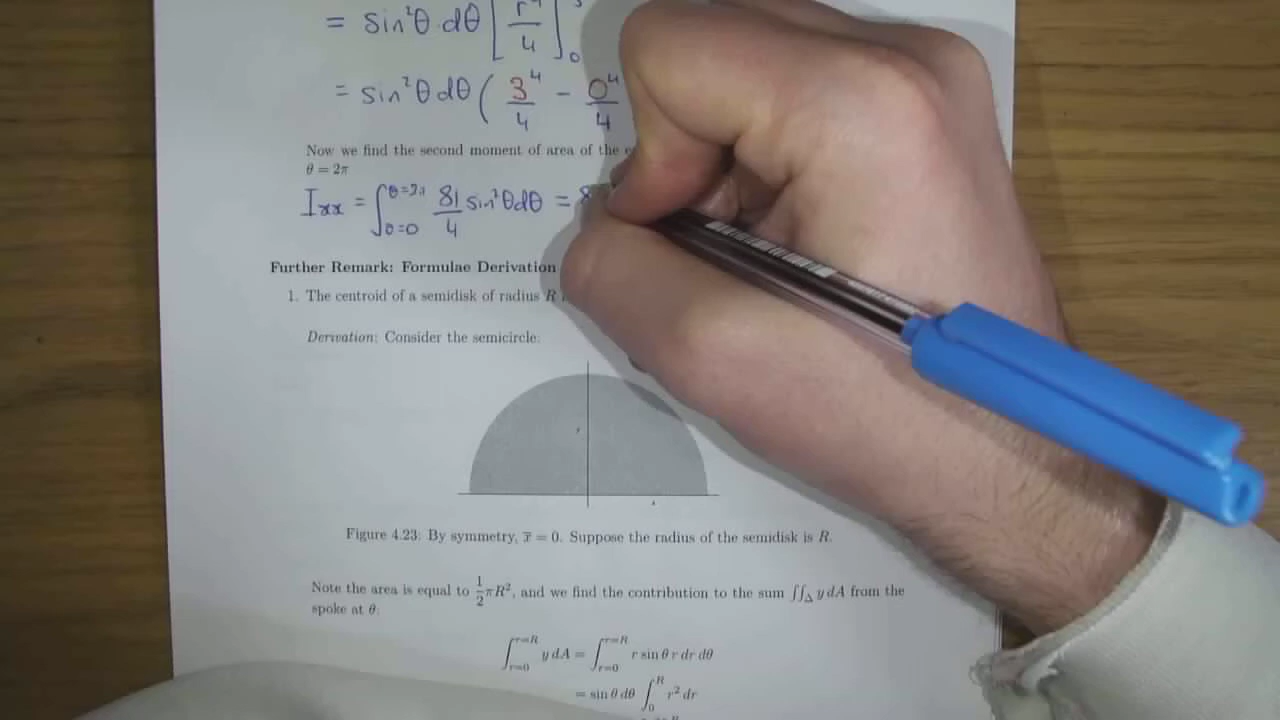 = sin²θ dθ [ r⁴/4 ]₀³
= sin²θ dθ ( 3⁴/4 − 0⁴/4
Now we find the second moment of area of the
θ = 2π
Ixx = ∫θ=0^θ=2π 81/4 sin²θ dθ = 8
Further Remark: Formulae Derivation
1. The centroid of a semidisk of radius R
Derivation: Consider the semicircle:
Figure 4.23: By symmetry, x̅ = 0. Suppose the radius of the semidisk is R.
Note the area is equal to 1/2 πR², and we find the contribution to the sum ∬Δ y dA from the
spoke at θ:
∫r=0^r=R y dA = ∫r=0^r=R r sin θ r dr dθ
= sin θ dθ ∫0^R r² dr